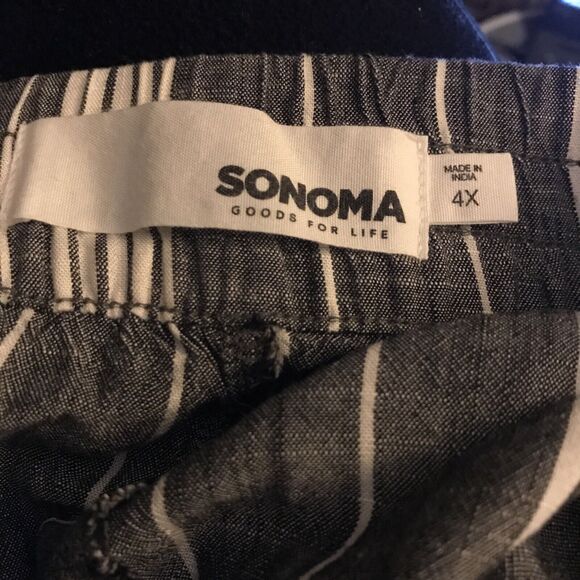 SONOMA
GOODS FOR LIFE
MADE IN
INDIA
4X